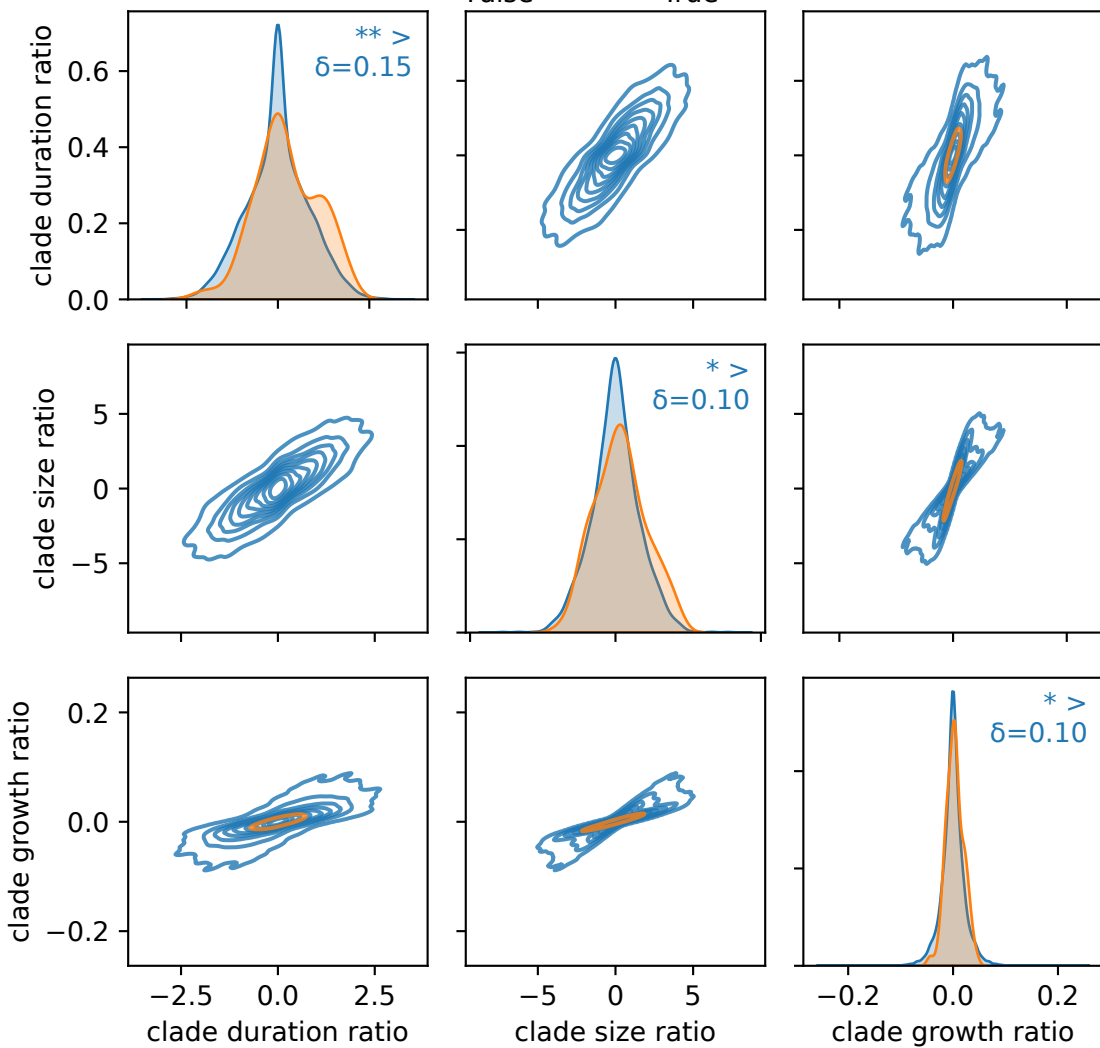 ** >
δ=0.15
0.6
0.4
0.2
0.0
clade duration ratio
* >
δ=0.10
5
0
−5
clade size ratio
* >
δ=0.10
0.2
0.0
−0.2
clade growth ratio
−2.5 0.0 2.5
−5 0 5
−0.2 0.0 0.2
clade duration ratio
clade size ratio
clade growth ratio